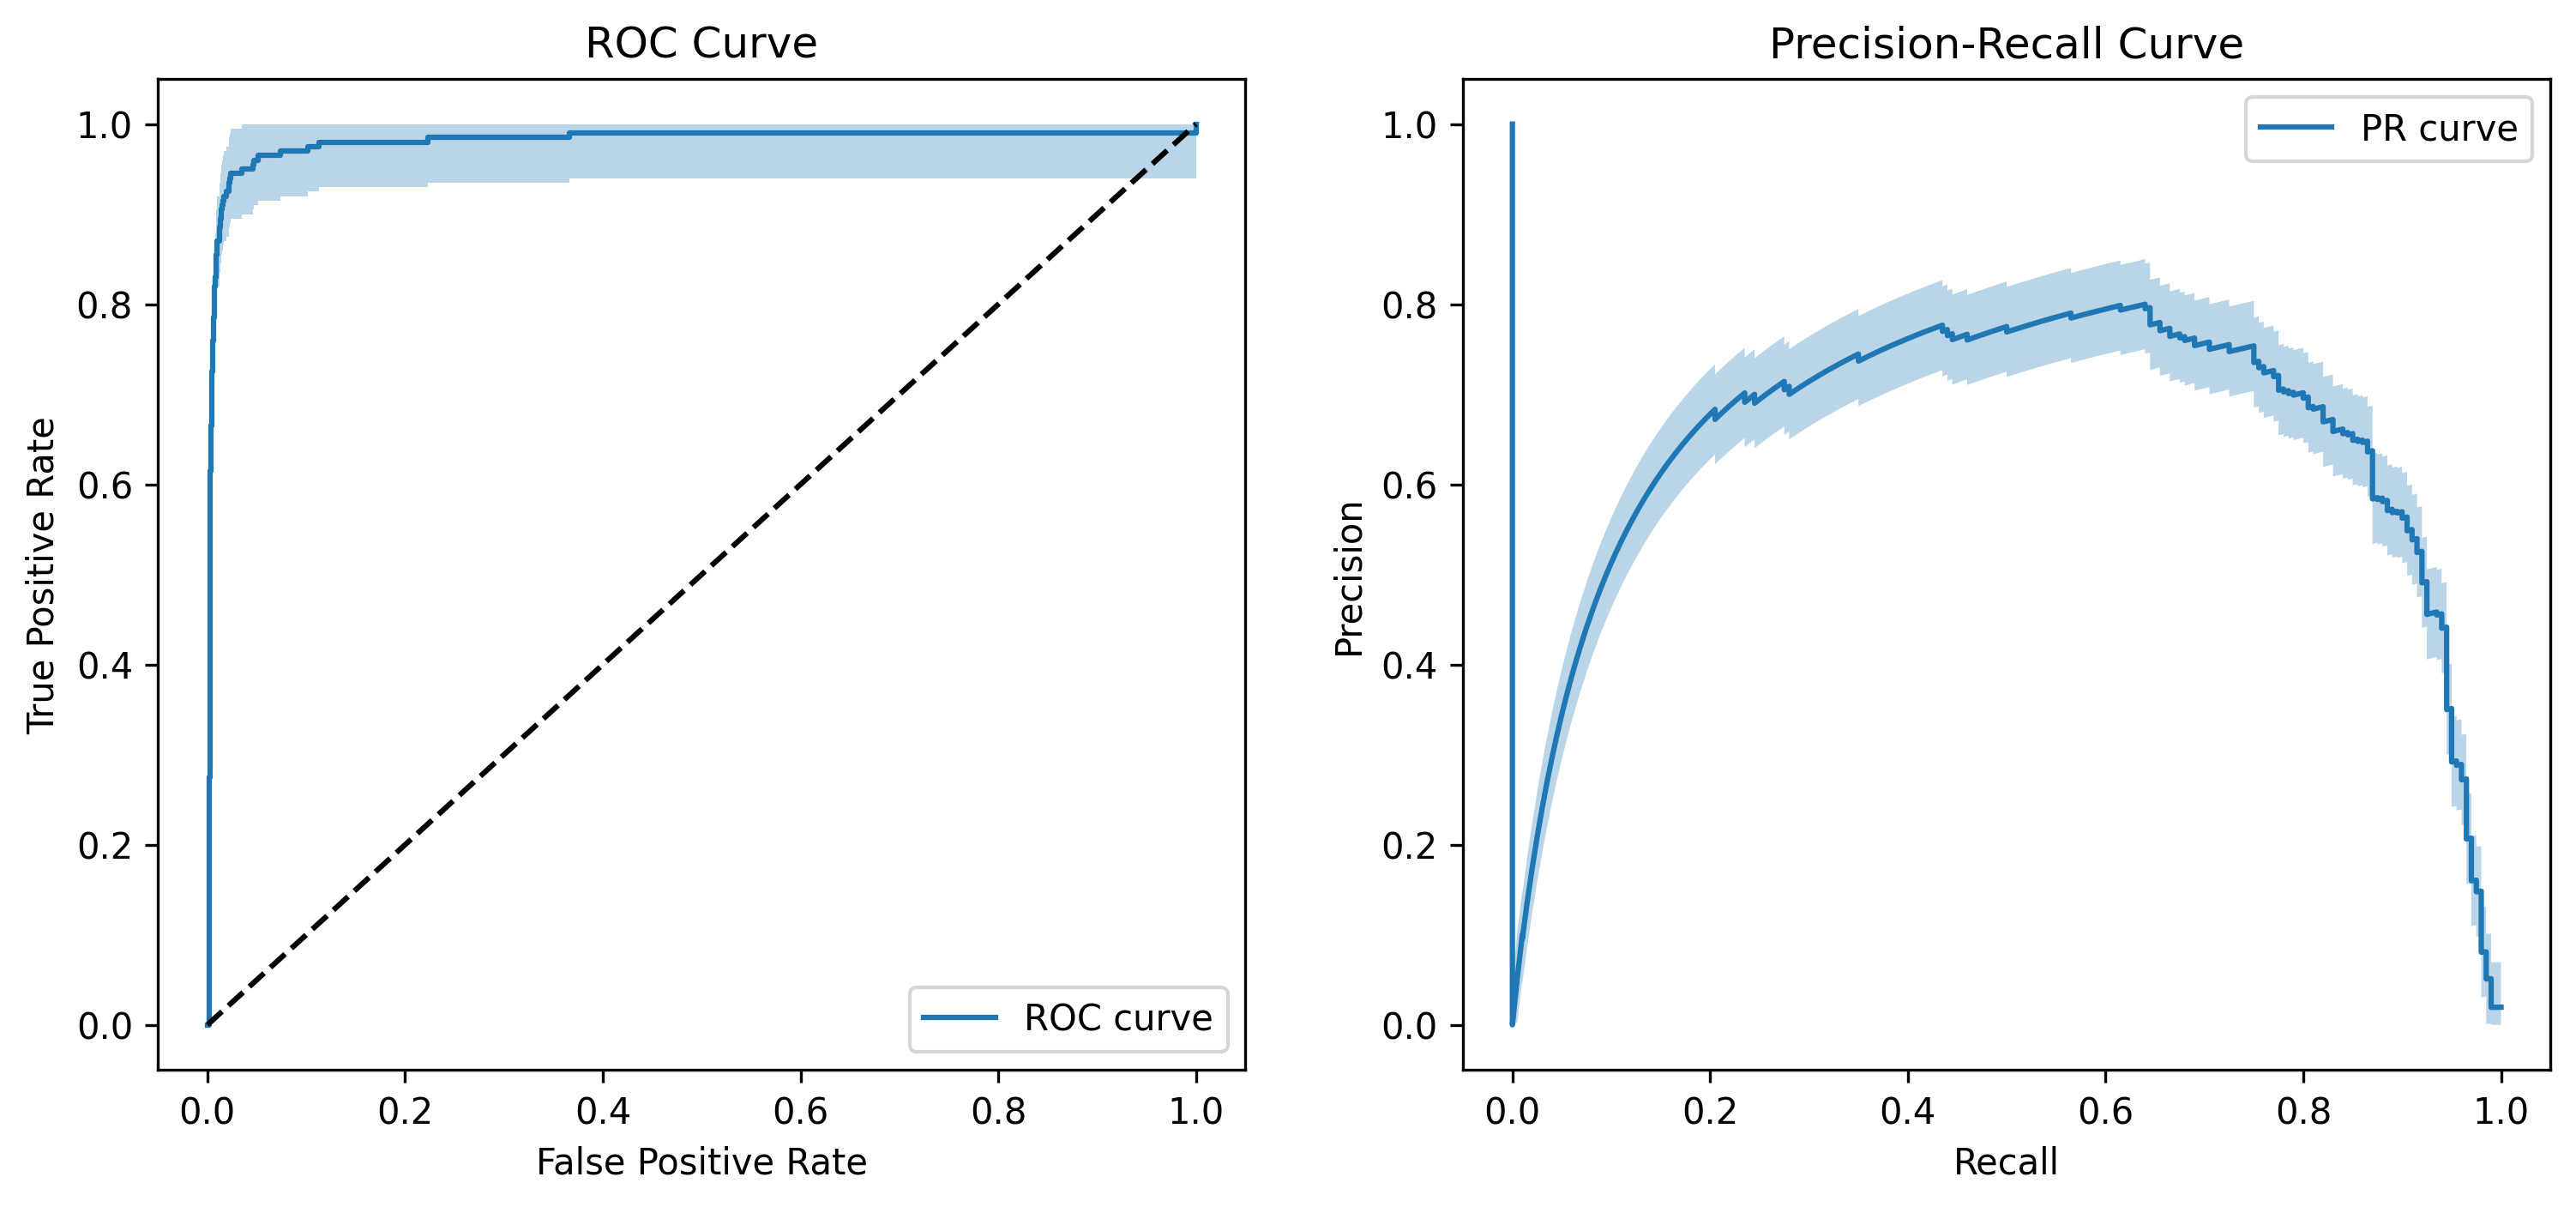 ROC Curve
1.0
0.8
0.6
0.4
0.2
0.0
True Positive Rate
ROC curve
0.0 0.2 0.4 0.6 0.8 1.0
False Positive Rate
Precision-Recall Curve
PR curve
1.0
0.8
0.6
0.4
0.2
0.0
Precision
0.0 0.2 0.4 0.6 0.8 1.0
Recall